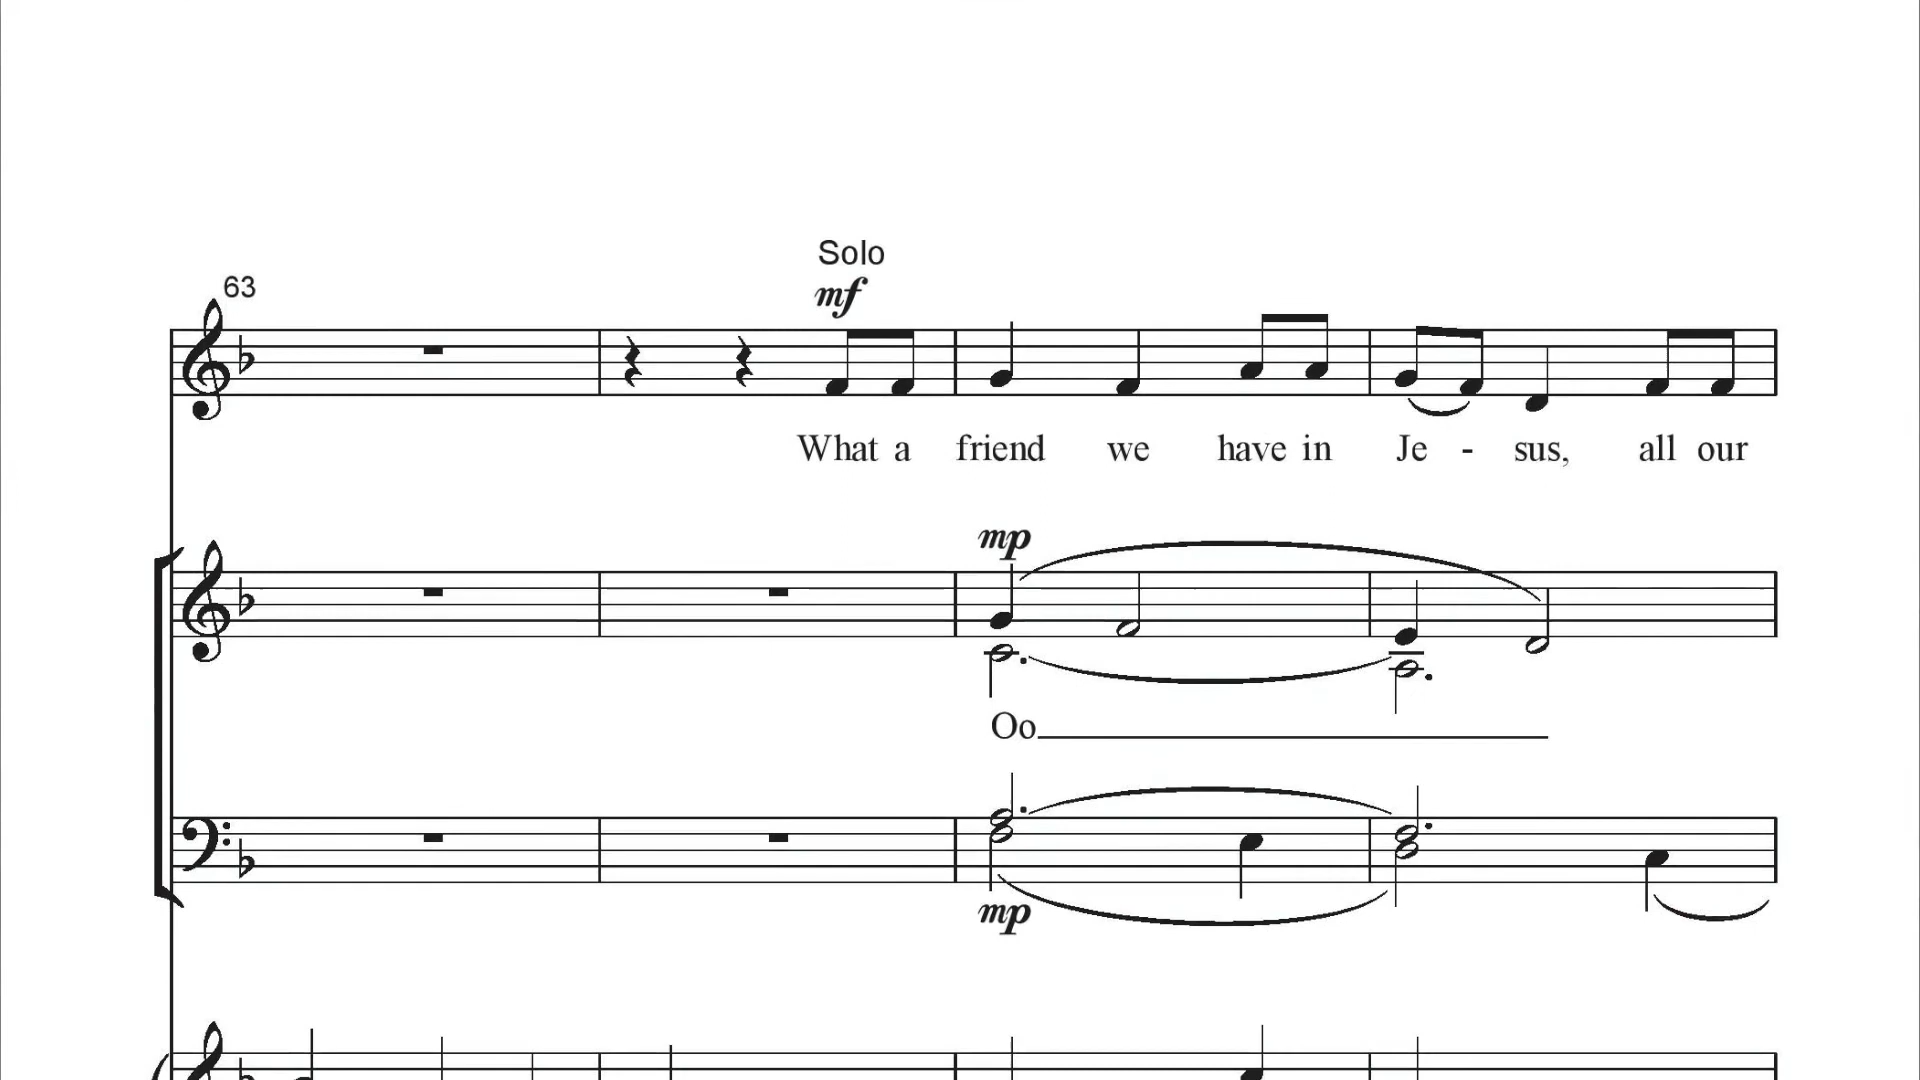 Solo
63
mf
What a friend we have in Je - sus, all our
mp
Oo
mp